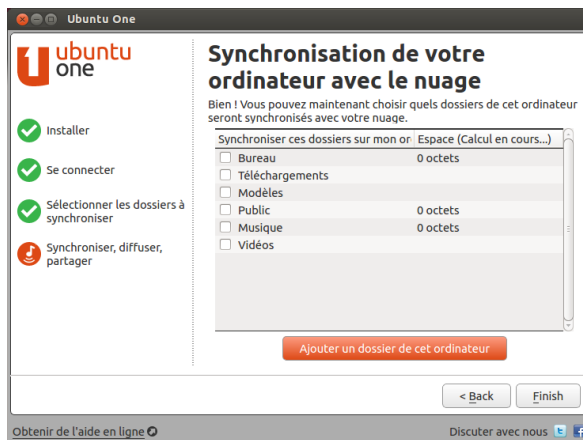 Ubuntu One
ubuntu
one
Installer
Se connecter
Sélectionner les dossiers à
synchroniser
Synchroniser, diffuser,
partager
Synchronisation de votre
ordinateur avec le nuage
Bien ! Vous pouvez maintenant choisir quels dossiers de cet ordinateur
seront synchronisés avec votre nuage.
Synchroniser ces dossiers sur mon or Espace (Calcul en cours...)
Bureau 0 octets
Téléchargements
Modèles
Public 0 octets
Musique 0 octets
Vidéos
Ajouter un dossier de cet ordinateur
< Back Finish
Obtenir de l'aide en ligne Discuter avec nous